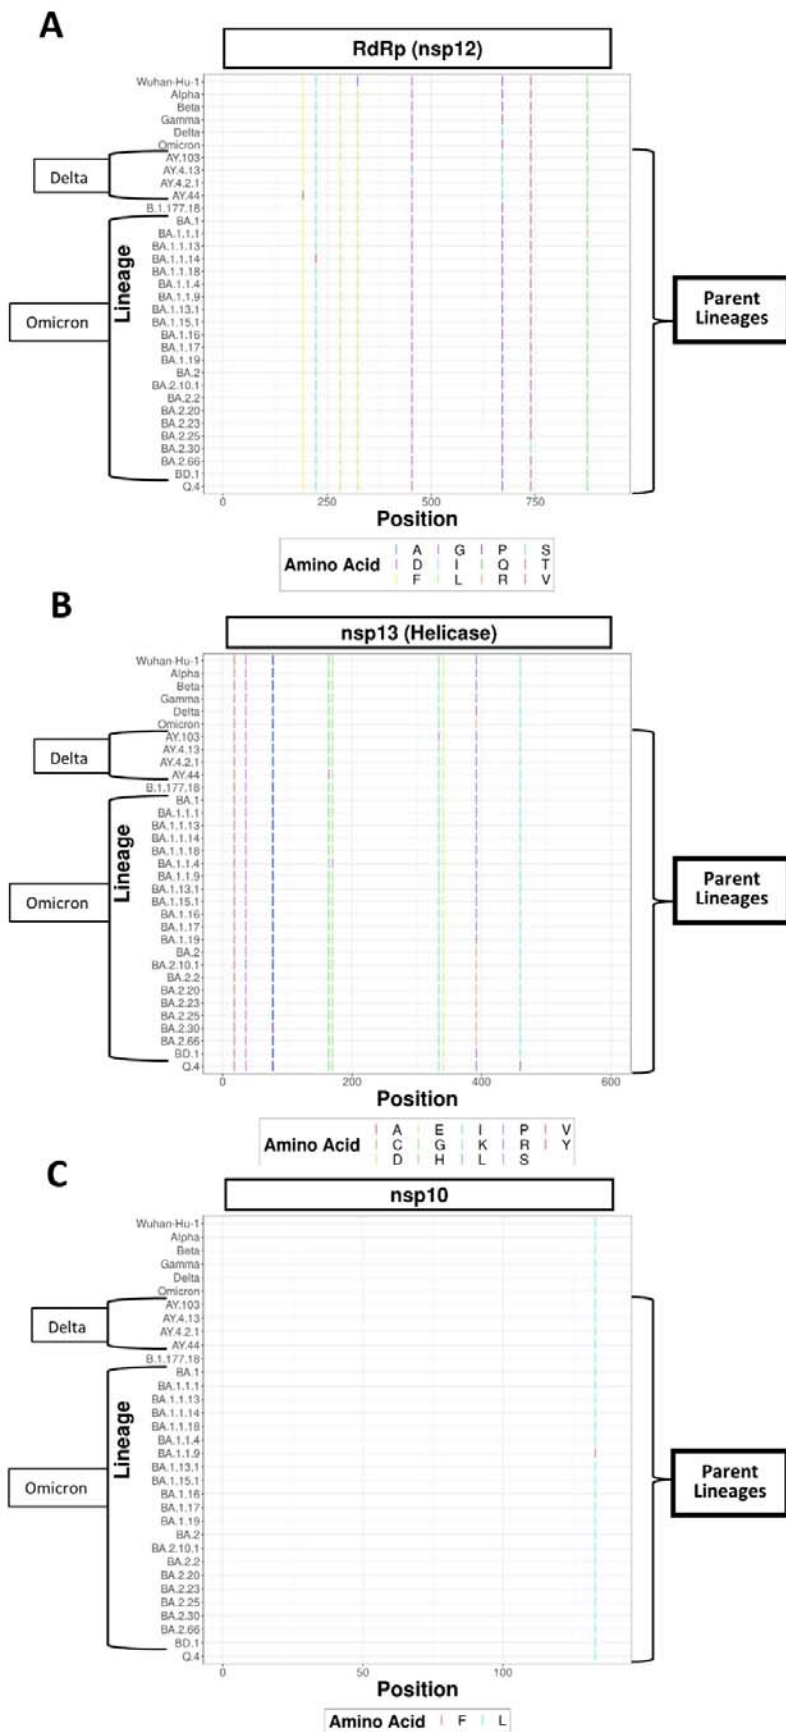 A
RdRp (nsp12)
Wuhan-Hu-1
Alpha
Beta
Gamma
Delta
Omicron
AY.103
AY.4.13
AY.4.2.1
AY.44
B.1.177.18
BA.1
BA.1.1.1
BA.1.1.13
BA.1.1.14
BA.1.1.18
BA.1.1.4
BA.1.1.9
BA.1.13.1
BA.1.15.1
BA.1.16
BA.1.17
BA.1.19
BA.2
BA.2.10.1
BA.2.2
BA.2.20
BA.2.23
BA.2.25
BA.2.30
BA.2.66
BD.1
Q.4
Delta
Omicron
Lineage
Parent
Lineages
0 250 500 750
Position
Amino Acid
A G P S
D I Q T
F L R V
B
nsp13 (Helicase)
Wuhan-Hu-1
Alpha
Beta
Gamma
Delta
Omicron
AY.103
AY.4.13
AY.4.2.1
AY.44
B.1.177.18
BA.1
BA.1.1.1
BA.1.1.13
BA.1.1.14
BA.1.1.18
BA.1.1.4
BA.1.1.9
BA.1.13.1
BA.1.15.1
BA.1.16
BA.1.17
BA.1.19
BA.2
BA.2.10.1
BA.2.2
BA.2.20
BA.2.23
BA.2.25
BA.2.30
BA.2.66
BD.1
Q.4
Delta
Omicron
Lineage
Parent
Lineages
0 200 400 600
Position
Amino Acid
A E I P V
C G K R Y
D H L S
C
nsp10
Wuhan-Hu-1
Alpha
Beta
Gamma
Delta
Omicron
AY.103
AY.4.13
AY.4.2.1
AY.44
B.1.177.18
BA.1
BA.1.1.1
BA.1.1.13
BA.1.1.14
BA.1.1.18
BA.1.1.4
BA.1.1.9
BA.1.13.1
BA.1.15.1
BA.1.16
BA.1.17
BA.1.19
BA.2
BA.2.10.1
BA.2.2
BA.2.20
BA.2.23
BA.2.25
BA.2.30
BA.2.66
BD.1
Q.4
Delta
Omicron
Lineage
Parent
Lineages
0 50 100
Position
Amino Acid F L